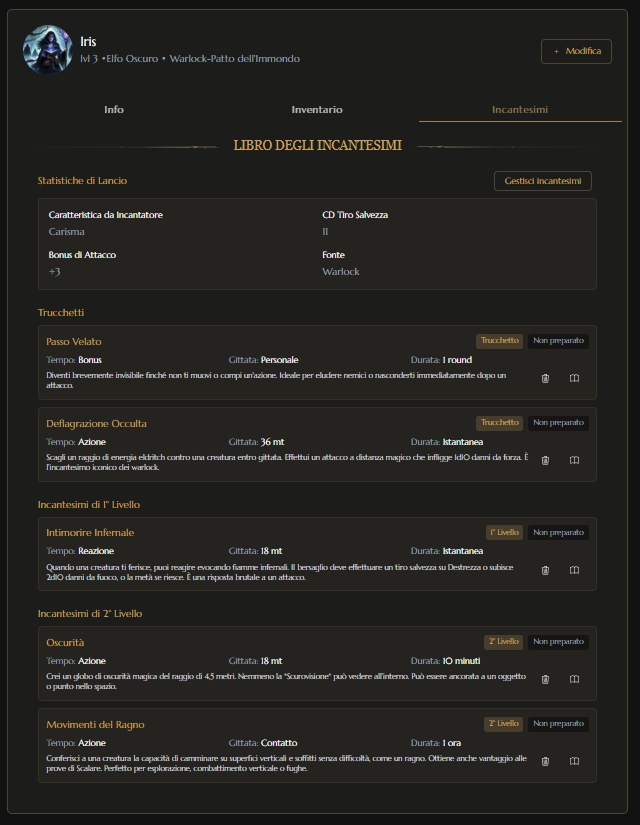 Iris
lvl 3 •Elfo Oscuro • Warlock-Patto dell'Immondo
+ Modifica
Info
Inventario
Incantesimi
LIBRO DEGLI INCANTESIMI
Statistiche di Lancio
Gestisci incantesimi
Caratteristica da Incantatore
CD Tiro Salvezza
Carisma
11
Bonus di Attacco
Fonte
+3
Warlock
Trucchetti
Passo Velato
Trucchetto
Non preparato
Tempo: Bonus
Gittata: Personale
Durata: 1 round
Diventi brevemente invisibile finché non ti muovi o compi un'azione. Ideale per eludere nemici o nasconderti immediatamente dopo un
attacco.
Deflagrazione Occulta
Trucchetto
Non preparato
Tempo: Azione
Gittata: 36 mt
Durata: Istantanea
Scagli un raggio di energia eldritch contro una creatura entro gittata. Effettui un attacco a distanza magico che infligge 1d10 danni da forza. È
l'incantesimo iconico dei warlock.
Incantesimi di 1° Livello
Intimorire Infernale
1° Livello
Non preparato
Tempo: Reazione
Gittata: 18 mt
Durata: Istantanea
Quando una creatura ti ferisce, puoi reagire evocando fiamme infernali. Il bersaglio deve effettuare un tiro salvezza su Destrezza o subisce
2d10 danni da fuoco, o la metà se riesce. È una risposta brutale a un attacco.
Incantesimi di 2° Livello
Oscurità
2° Livello
Non preparato
Tempo: Azione
Gittata: 18 mt
Durata: 10 minuti
Crei un globo di oscurità magica del raggio di 4,5 metri. Nemmeno la "Scurovisione" può vedere all'interno. Può essere ancorata a un oggetto
o punto nello spazio.
Movimenti del Ragno
2° Livello
Non preparato
Tempo: Azione
Gittata: Contatto
Durata: 1 ora
Conferisci a una creatura la capacità di camminare su superfici verticali e soffitti senza difficoltà, come un ragno. Ottiene anche vantaggio alle
prove di Scalare. Perfetto per esplorazione, combattimento verticale o fughe.